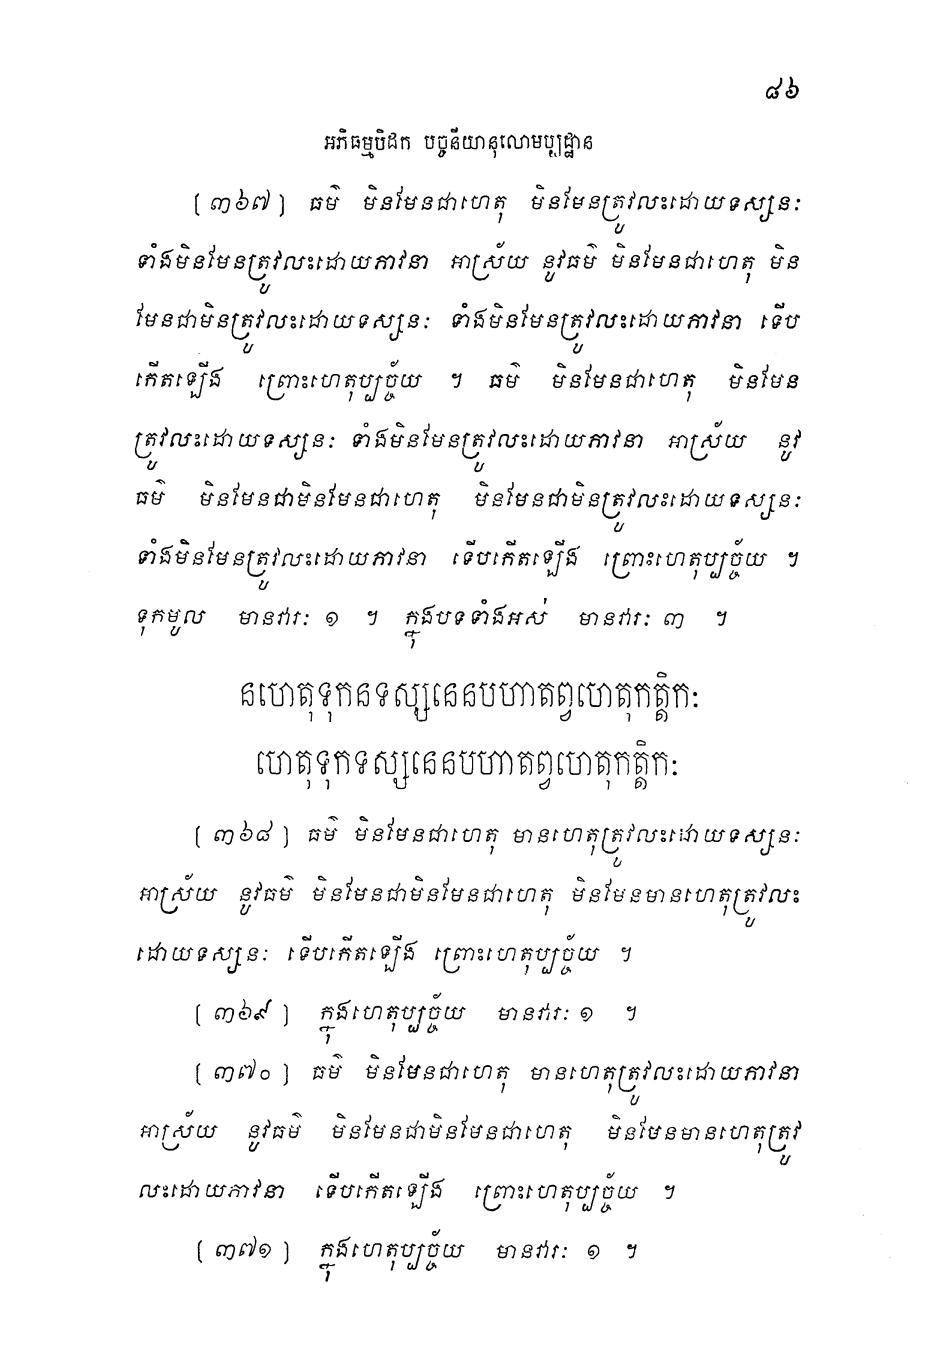 ៨៦
អភិធម្មបិដក បច្ចនីយានុលោមប្បដ្ឋាន
[ ៣៦៧ ] ធម៌ មិនមែនជាហេតុ មិនមែនត្រូវលះដោយទស្សនៈ
ទាំងមិនមែនត្រូវលះដោយភាវនា អាស្រ័យ នូវធម៌ មិនមែនជាហេតុ មិន
មែនជាមិនត្រូវលះដោយទស្សនៈ ទាំងមិនមែនត្រូវលះដោយភាវនា ទើប
កើតឡើង ព្រោះហេតុប្បច្ច័យ ។ ធម៌ មិនមែនជាហេតុ មិនមែន
ត្រូវលះដោយទស្សនៈ ទាំងមិនមែនត្រូវលះដោយភាវនា អាស្រ័យ នូវ
ធម៌ មិនមែនជាមិនមែនជាហេតុ មិនមែនជាមិនត្រូវលះដោយទស្សនៈ
ទាំងមិនមែនត្រូវលះដោយភាវនា ទើបកើតឡើង ព្រោះហេតុប្បច្ច័យ ។
ទុកមូល មានវារៈ ១ ។ ក្នុងបទទាំងអស់ មានវារៈ ៣ ។
នហេតុទុកនទស្សនេនបហាតព្វហេតុកត្តិកៈ
ហេតុទុកទស្សនេនបហាតព្វហេតុកត្តិកៈ
[ ៣៦៨ ] ធម៌ មិនមែនជាហេតុ មានហេតុត្រូវលះដោយទស្សនៈ
អាស្រ័យ នូវធម៌ មិនមែនជាមិនមែនជាហេតុ មិនមែនមានហេតុត្រូវលះ
ដោយទស្សនៈ ទើបកើតឡើង ព្រោះហេតុប្បច្ច័យ ។
[ ៣៦៩ ] ក្នុងហេតុប្បច្ច័យ មានវារៈ ១ ។
[ ៣៧០ ] ធម៌ មិនមែនជាហេតុ មានហេតុត្រូវលះដោយភាវនា
អាស្រ័យ នូវធម៌ មិនមែនជាមិនមែនជាហេតុ មិនមែនមានហេតុត្រូវ
លះដោយភាវនា ទើបកើតឡើង ព្រោះហេតុប្បច្ច័យ ។
[ ៣៧១ ] ក្នុងហេតុប្បច្ច័យ មានវារៈ ១ ។